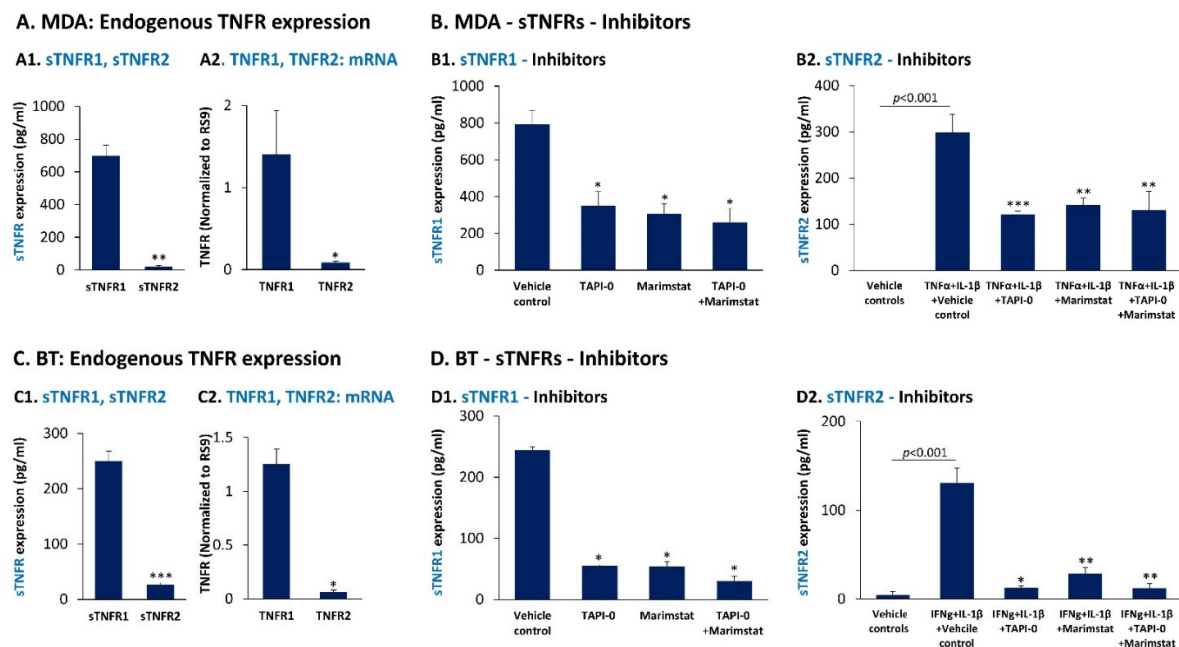 A. MDA: Endogenous TNFR expression
A1. sTNFR1, sTNFR2
sTNFR expression (pg/ml)
1000
800
600
400
200
0
**
sTNFR1 sTNFR2
A2. TNFR1, TNFR2: mRNA
TNFR (Normalized to RS9)
2
1
0
*
TNFR1 TNFR2
B. MDA - sTNFRs - Inhibitors
B1. sTNFR1 - Inhibitors
sTNFR1 expression (pg/ml)
1000
800
600
400
200
0
* * *
Vehicle control
TAPI-0
Marimstat
TAPI-0 +Marimstat
B2. sTNFR2 - Inhibitors
sTNFR2 expression (pg/ml)
400
300
200
100
0
p<0.001
*** ** **
Vehicle controls
TNFα+IL-1β +Vehicle control
TNFα+IL-1β +TAPI-0
TNFα+IL-1β +Marimstat
TNFα+IL-1β +TAPI-0 +Marimstat
C. BT: Endogenous TNFR expression
C1. sTNFR1, sTNFR2
sTNFR expression (pg/ml)
300
200
100
0
***
sTNFR1 sTNFR2
C2. TNFR1, TNFR2: mRNA
TNFR (Normalized to RS9)
1.5
1
0.5
0
*
TNFR1 TNFR2
D. BT - sTNFRs - Inhibitors
D1. sTNFR1 - Inhibitors
sTNFR1 expression (pg/ml)
300
200
100
0
* * *
Vehicle control
TAPI-0
Marimstat
TAPI-0 +Marimstat
D2. sTNFR2 - Inhibitors
sTNFR2 expression (pg/ml)
200
100
0
p<0.001
* ** **
Vehicle controls
IFNg+IL-1β +Vehcile control
IFNg+IL-1β +TAPI-0
IFNg+IL-1β +Marimstat
IFNg+IL-1β +TAPI-0 +Marimstat